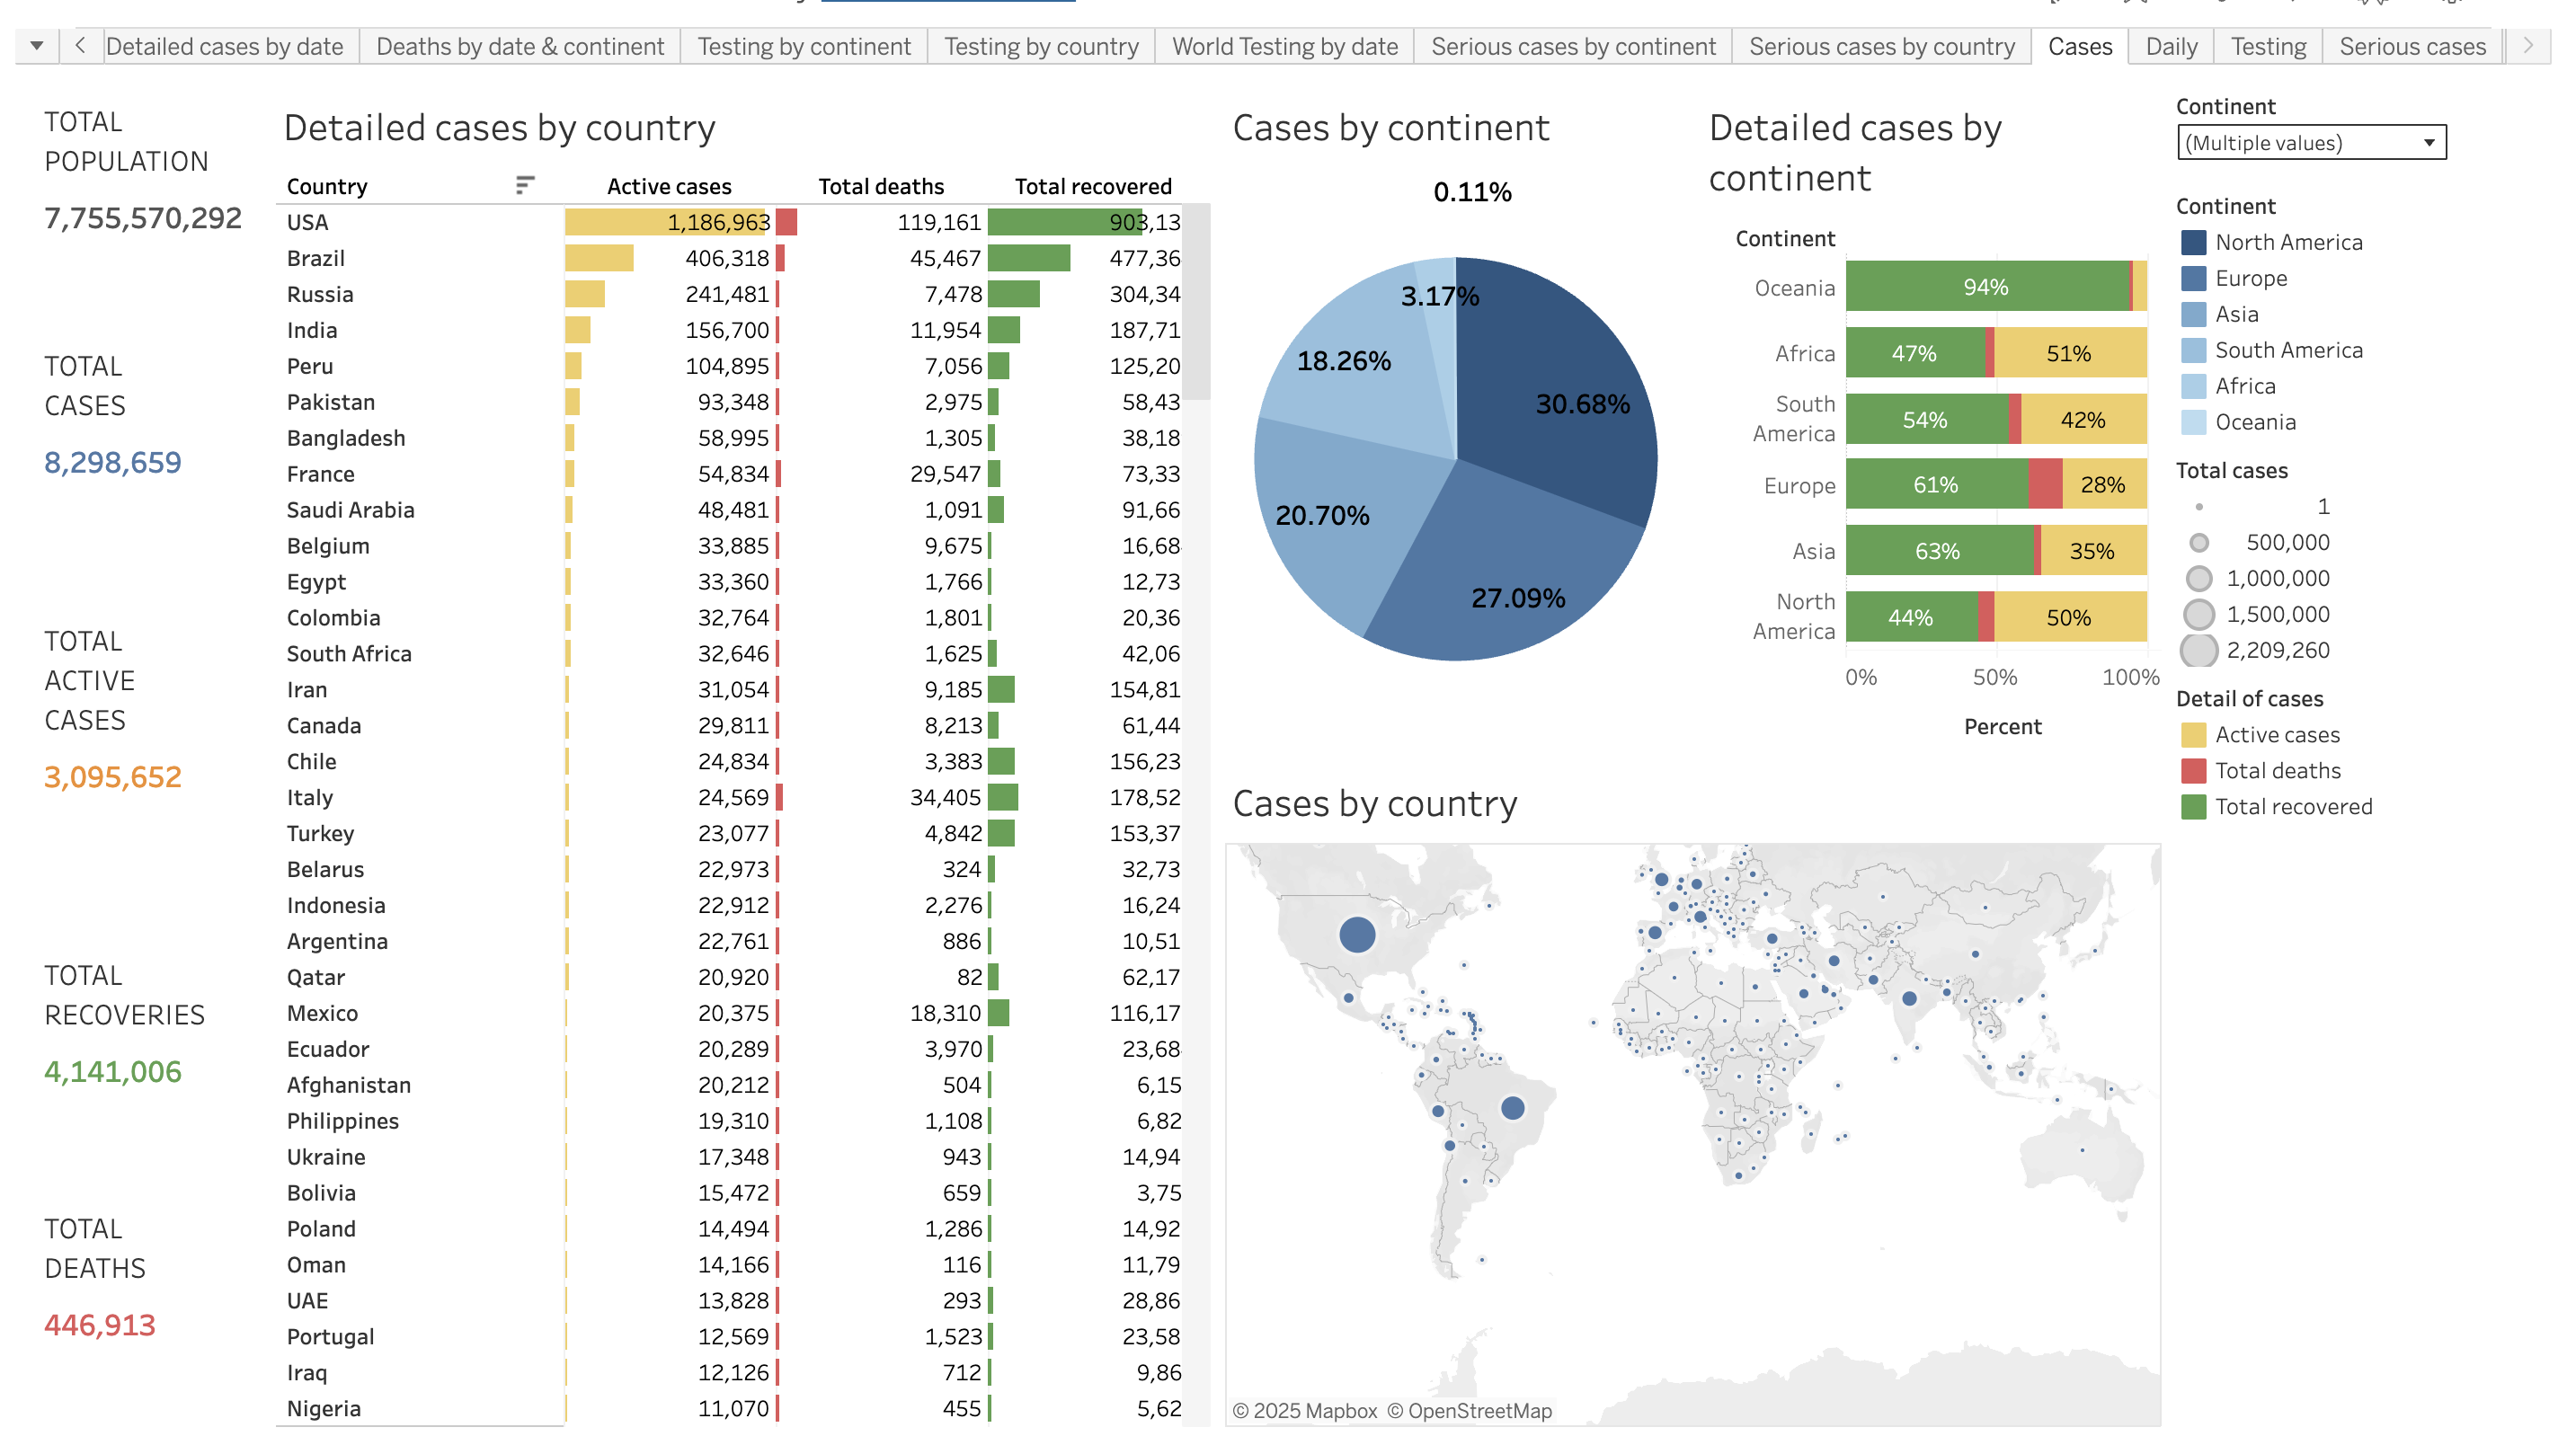 Detailed cases by date Deaths by date & continent Testing by continent Testing by country World Testing by date Serious cases by continent Serious cases by country Cases Daily Testing Serious cases
TOTAL
POPULATION
7,755,570,292
TOTAL
CASES
8,298,659
TOTAL
ACTIVE
CASES
3,095,652
TOTAL
RECOVERIES
4,141,006
TOTAL
DEATHS
446,913
Detailed cases by country
Country Active cases Total deaths Total recovered
USA 1,186,963 119,161 903,13
Brazil 406,318 45,467 477,36
Russia 241,481 7,478 304,34
India 156,700 11,954 187,71
Peru 104,895 7,056 125,20
Pakistan 93,348 2,975 58,43
Bangladesh 58,995 1,305 38,18
France 54,834 29,547 73,33
Saudi Arabia 48,481 1,091 91,66
Belgium 33,885 9,675 16,68
Egypt 33,360 1,766 12,73
Colombia 32,764 1,801 20,36
South Africa 32,646 1,625 42,06
Iran 31,054 9,185 154,81
Canada 29,811 8,213 61,44
Chile 24,834 3,383 156,23
Italy 24,569 34,405 178,52
Turkey 23,077 4,842 153,37
Belarus 22,973 324 32,73
Indonesia 22,912 2,276 16,24
Argentina 22,761 886 10,51
Qatar 20,920 82 62,17
Mexico 20,375 18,310 116,17
Ecuador 20,289 3,970 23,68
Afghanistan 20,212 504 6,15
Philippines 19,310 1,108 6,82
Ukraine 17,348 943 14,94
Bolivia 15,472 659 3,75
Poland 14,494 1,286 14,92
Oman 14,166 116 11,79
UAE 13,828 293 28,86
Portugal 12,569 1,523 23,58
Iraq 12,126 712 9,86
Nigeria 11,070 455 5,62
Cases by continent
0.11%
3.17%
18.26%
30.68%
20.70%
27.09%
Detailed cases by
continent
Continent
Oceania 94%
Africa 47% 51%
South
America 54% 42%
Europe 61% 28%
Asia 63% 35%
North
America 44% 50%
0% 50% 100%
Percent
Cases by country
© 2025 Mapbox © OpenStreetMap
Continent
(Multiple values)
Continent
North America
Europe
Asia
South America
Africa
Oceania
Total cases
1
500,000
1,000,000
1,500,000
2,209,260
Detail of cases
Active cases
Total deaths
Total recovered